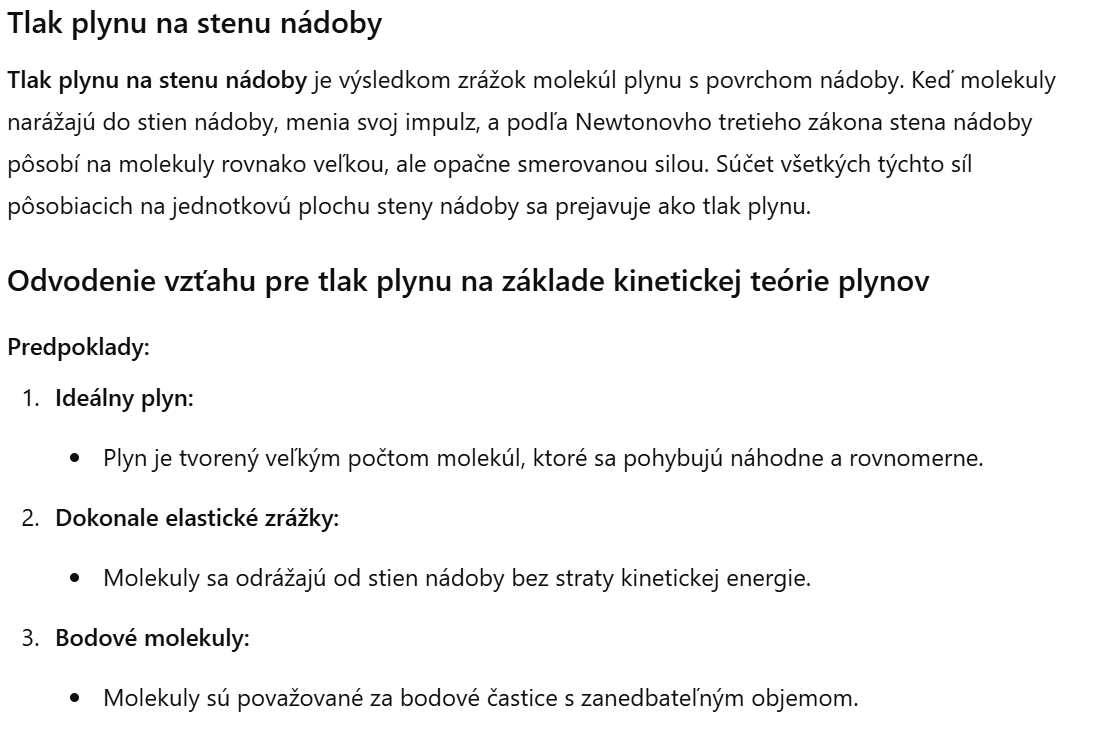 Tlak plynu na stenu nádoby
Tlak plynu na stenu nádoby je výsledkom zrážok molekúl plynu s povrchom nádoby. Keď molekuly
narážajú do stien nádoby, menia svoj impulz, a podľa Newtonovho tretieho zákona stena nádoby
pôsobí na molekuly rovnako veľkou, ale opačne smerovanou silou. Súčet všetkých týchto síl
pôsobiacich na jednotkovú plochu steny nádoby sa prejavuje ako tlak plynu.
Odvodenie vzťahu pre tlak plynu na základe kinetickej teórie plynov
Predpoklady:
1. Ideálny plyn:
• Plyn je tvorený veľkým počtom molekúl, ktoré sa pohybujú náhodne a rovnomerne.
2. Dokonale elastické zrážky:
• Molekuly sa odrážajú od stien nádoby bez straty kinetickej energie.
3. Bodové molekuly:
• Molekuly sú považované za bodové častice s zanedbateľným objemom.